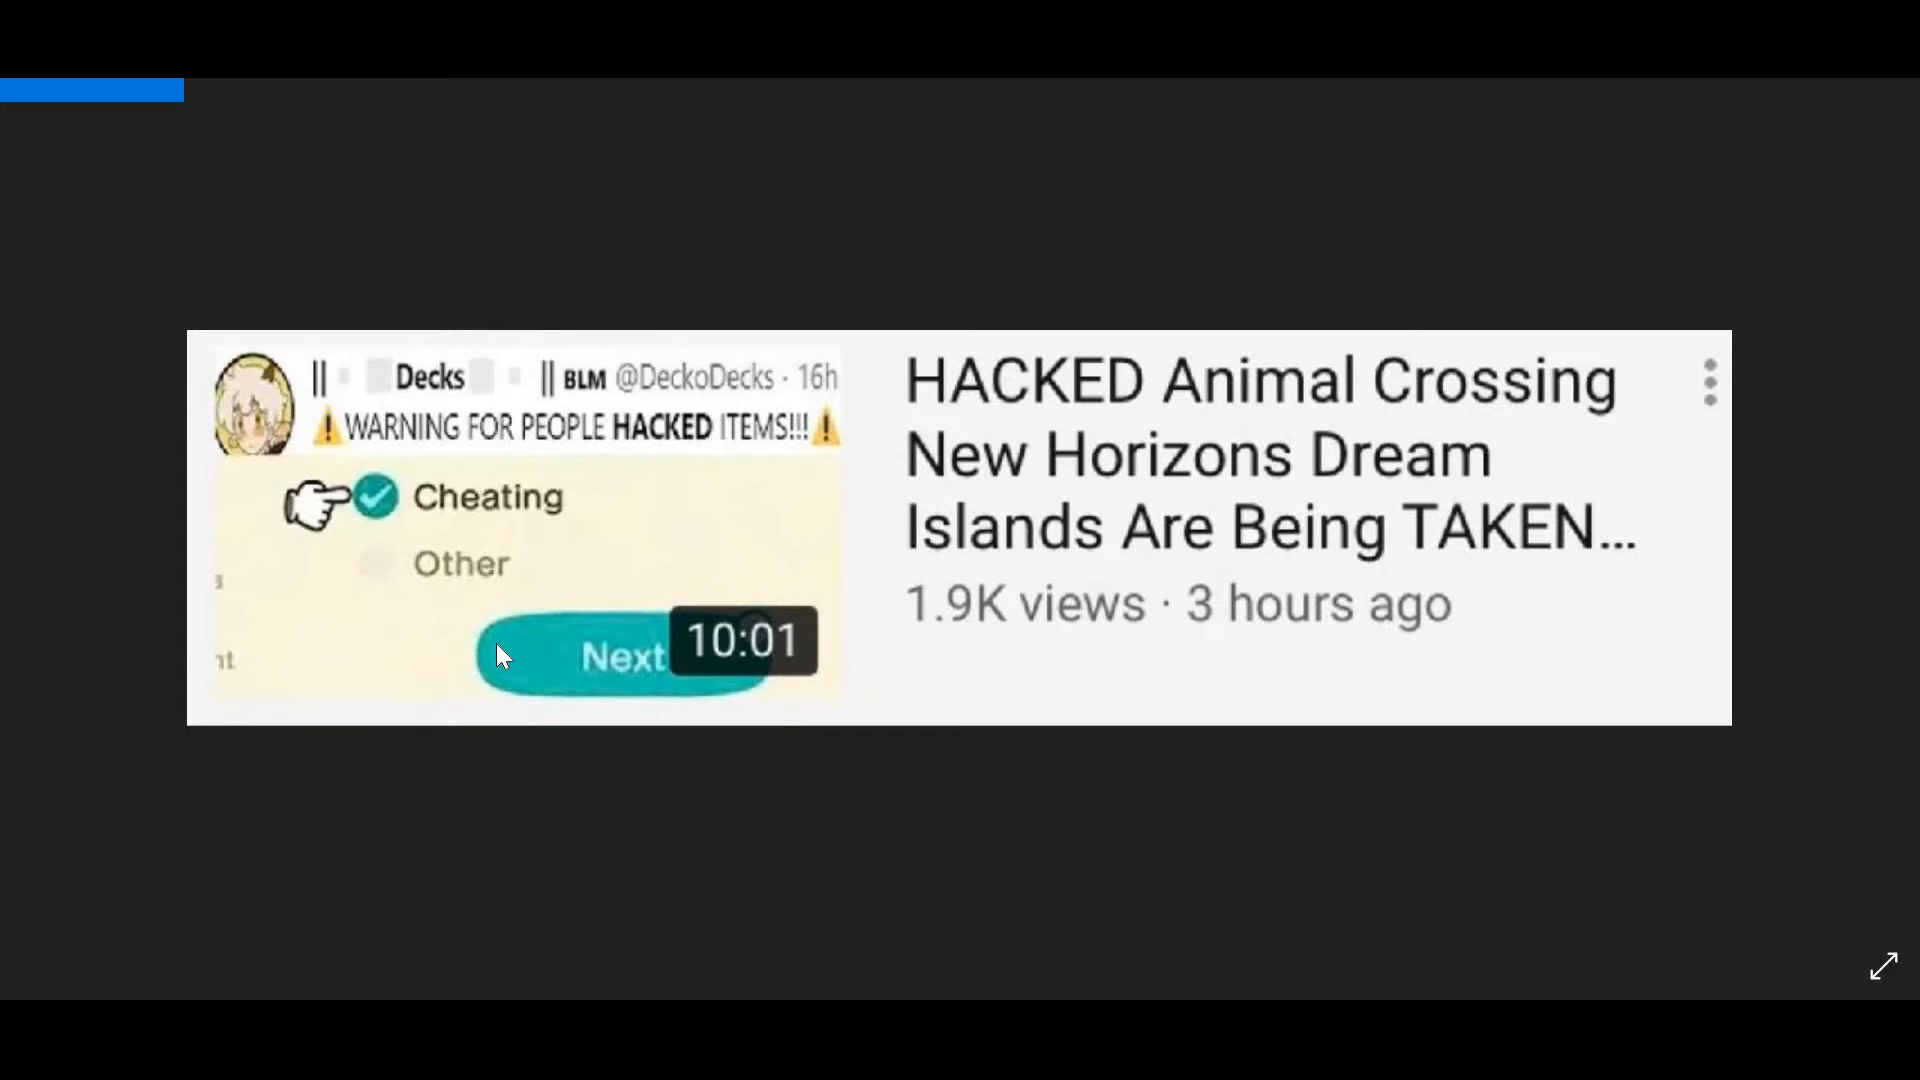 || Decks || BLM @DeckoDecks · 16h
⚠WARNING FOR PEOPLE HACKED ITEMS!!!⚠
Cheating
Other
nt
Next
10:01
HACKED Animal Crossing
New Horizons Dream
Islands Are Being TAKEN...
1.9K views · 3 hours ago